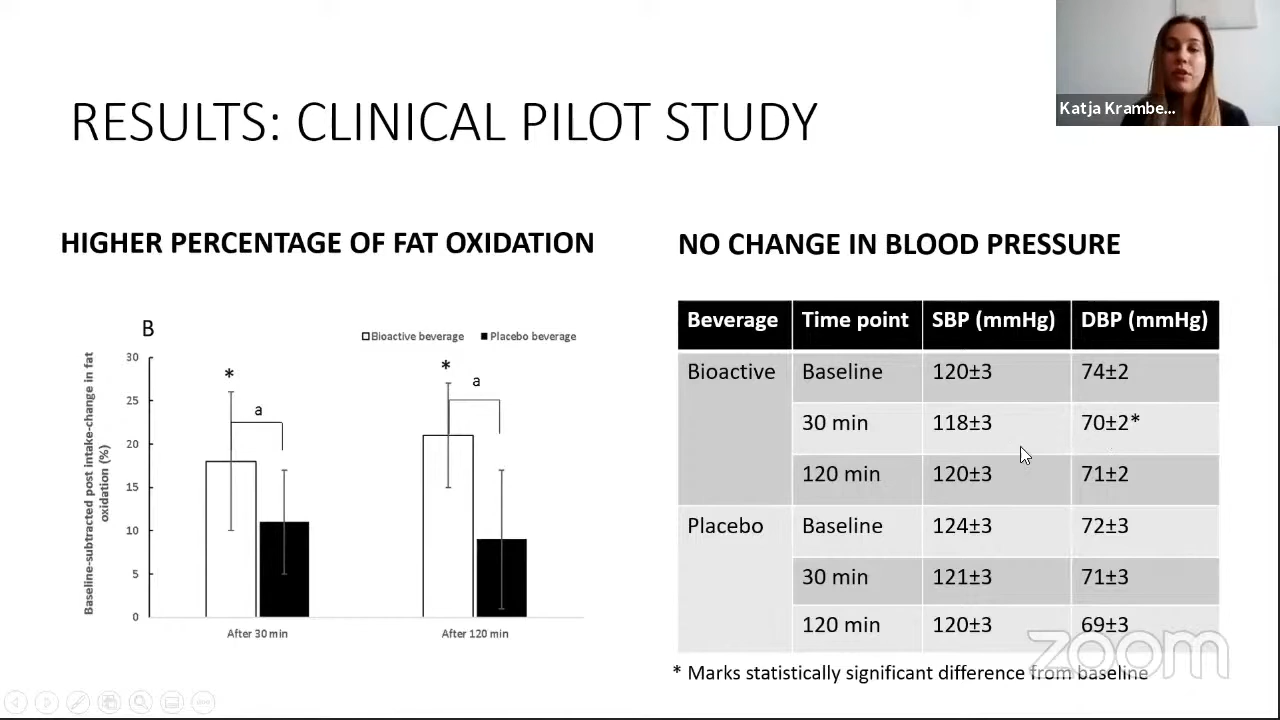 Katja Krambe...
RESULTS: CLINICAL PILOT STUDY
HIGHER PERCENTAGE OF FAT OXIDATION
B
Bioactive beverage
Placebo beverage
Baseline-subtracted post intake-change in fat
oxidation (%)
30
25
20
15
10
5
0
*
a
*
a
After 30 min
After 120 min
NO CHANGE IN BLOOD PRESSURE
Beverage Time point SBP (mmHg) DBP (mmHg)
Bioactive Baseline 120±3 74±2
30 min 118±3 70±2*
120 min 120±3 71±2
Placebo Baseline 124±3 72±3
30 min 121±3 71±3
120 min 120±3 69±3
* Marks statistically significant difference from baseline
zoom